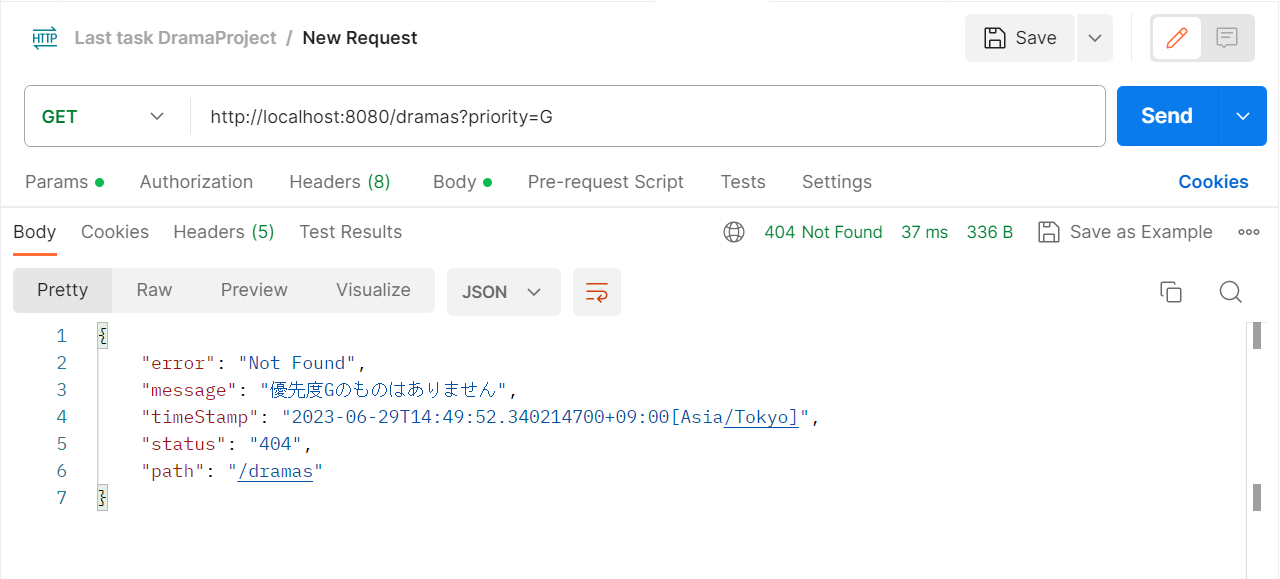 HTTP Last task DramaProject / New Request Save
GET http://localhost:8080/dramas?priority=G Send
Params Authorization Headers (8) Body Pre-request Script Tests Settings Cookies
Body Cookies Headers (5) Test Results 404 Not Found 37 ms 336 B Save as Example
Pretty Raw Preview Visualize JSON
1 {
2 "error": "Not Found",
3 "message": "優先度Gのものはありません",
4 "timeStamp": "2023-06-29T14:49:52.340214700+09:00[Asia/Tokyo]",
5 "status": "404",
6 "path": "/dramas"
7 }